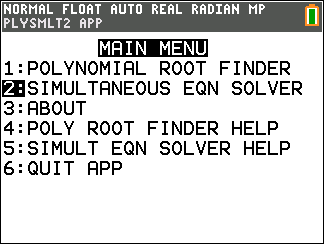 NORMAL FLOAT AUTO REAL RADIAN MP
PLYSMLT2 APP
MAIN MENU
1:POLYNOMIAL ROOT FINDER
2:SIMULTANEOUS EQN SOLVER
3:ABOUT
4:POLY ROOT FINDER HELP
5:SIMULT EQN SOLVER HELP
6:QUIT APP